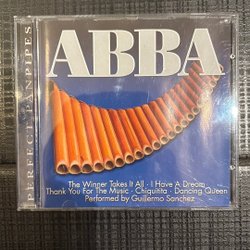 PERFECT PANPIPES
ABBA
The Winner Takes It All · I Have A Dream
Thank You For The Music · Chiquitita · Dancing Queen
Performed by Guillermo Sanchez